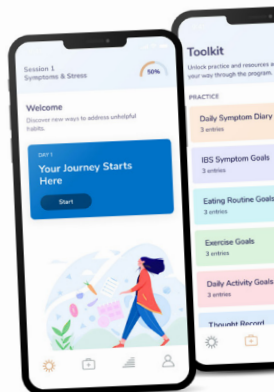 Session 1
Symptoms & Stress
50%
Welcome
Discover new ways to address unhelpful
habits.
DAY 1
Your Journey Starts
Here
Start
Toolkit
Unlock practice and resources
your way through the program.
PRACTICE
Daily Symptom Diary
3 entries
IBS Symptom Goals
3 entries
Eating Routine Goals
3 entries
Exercise Goals
3 entries
Daily Activity Goals
3 entries
Thought Record